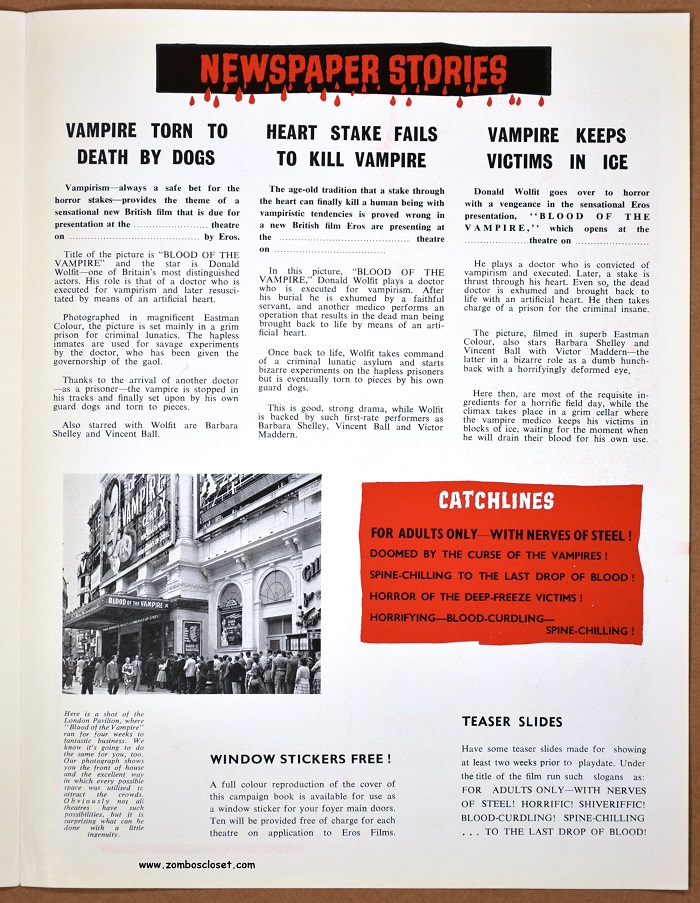 NEWSPAPER STORIES
VAMPIRE TORN TO
DEATH BY DOGS
Vampirism—always a safe bet for the
horror stakes—provides the theme of a
sensational new British film that is due for
presentation at the ........................ theatre
on .......................................... by Eros.
Title of the picture is "BLOOD OF THE
VAMPIRE" and the star is Donald
Wolfit—one of Britain's most distinguished
actors. His role is that of a doctor who is
executed for vampirism and later resusci-
tated by means of an artificial heart.
Photographed in magnificent Eastman
Colour, the picture is set mainly in a grim
prison for criminal lunatics. The hapless
inmates are used for savage experiments
by the doctor, who has been given the
governorship of the gaol.
Thanks to the arrival of another doctor
—as a prisoner—the vampire is stopped in
his tracks and finally set upon by his own
guard dogs and torn to pieces.
Also starred with Wolfit are Barbara
Shelley and Vincent Ball.
HEART STAKE FAILS
TO KILL VAMPIRE
The age-old tradition that a stake through
the heart can finally kill a human being with
vampiristic tendencies is proved wrong in
a new British film Eros are presenting at
the .......................................... theatre
on ....................................
In this picture, "BLOOD OF THE
VAMPIRE," Donald Wolfit plays a doctor
who is executed for vampirism. After
his burial he is exhumed by a faithful
servant, and another medico performs an
operation that results in the dead man being
brought back to life by means of an arti-
ficial heart.
Once back to life, Wolfit takes command
of a criminal lunatic asylum and starts
bizarre experiments on the hapless prisoners
but is eventually torn to pieces by his own
guard dogs.
This is good, strong drama, while Wolfit
is backed by such first-rate performers as
Barbara Shelley, Vincent Ball and Victor
Maddern.
VAMPIRE KEEPS
VICTIMS IN ICE
Donald Wolfit goes over to horror
with a vengeance in the sensational Eros
presentation, "BLOOD OF THE
VAMPIRE," which opens at the
....................theatre on ........................
He plays a doctor who is convicted of
vampirism and executed. Later, a stake is
thrust through his heart. Even so, the dead
doctor is exhumed and brought back to
life with an artificial heart. He then takes
charge of a prison for the criminal insane.
The picture, filmed in superb Eastman
Colour, also stars Barbara Shelley and
Vincent Ball with Victor Maddern—the
latter in a bizarre role as a dumb hunch-
back with a horrifyingly deformed eye.
Here then, are most of the requisite in-
gredients for a horrific field day, while the
climax takes place in a grim cellar where
the vampire medico keeps his victims in
blocks of ice, waiting for the moment when
he will drain their blood for his own use.
VAMPIRE
BLOOD OF THE VAMPIRE X
CATCHLINES
FOR ADULTS ONLY—WITH NERVES OF STEEL !
DOOMED BY THE CURSE OF THE VAMPIRES !
SPINE-CHILLING TO THE LAST DROP OF BLOOD !
HORROR OF THE DEEP-FREEZE VICTIMS !
HORRIFYING—BLOOD-CURDLING—
SPINE-CHILLING !
Here is a shot of the
London Pavilion, where
"Blood of the Vampire"
ran for four weeks to
fantastic business. We
know it's going to do
the same for you, too.
Our photograph shows
you the front of house
and the excellent way
in which every possible
space was utilised to
attract the crowds.
Obviously not all
theatres have such
possibilities, but it is
surprising what can be
done with a little
ingenuity.
WINDOW STICKERS FREE !
A full colour reproduction of the cover of
this campaign book is available for use as
a window sticker for your foyer main doors.
Ten will be provided free of charge for each
theatre on application to Eros Films.
TEASER SLIDES
Have some teaser slides made for showing
at least two weeks prior to playdate. Under
the title of the film run such slogans as:
FOR ADULTS ONLY—WITH NERVES
OF STEEL! HORRIFIC! SHIVERIFFIC!
BLOOD-CURDLING! SPINE-CHILLING
. . . TO THE LAST DROP OF BLOOD!
www.zomboscloset.com